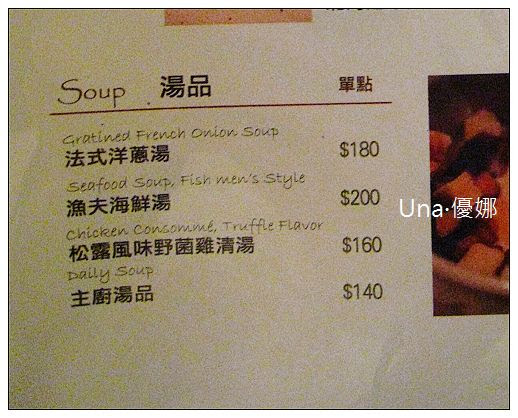 Soup 湯品 單點
Gratined French Onion Soup
法式洋蔥湯 $180
Seafood Soup, Fish men's Style
漁夫海鮮湯 $200
Una·優娜
Chicken Consommé, Truffle Flavor
松露風味野菌雞清湯 $160
Daily Soup
主廚湯品 $140